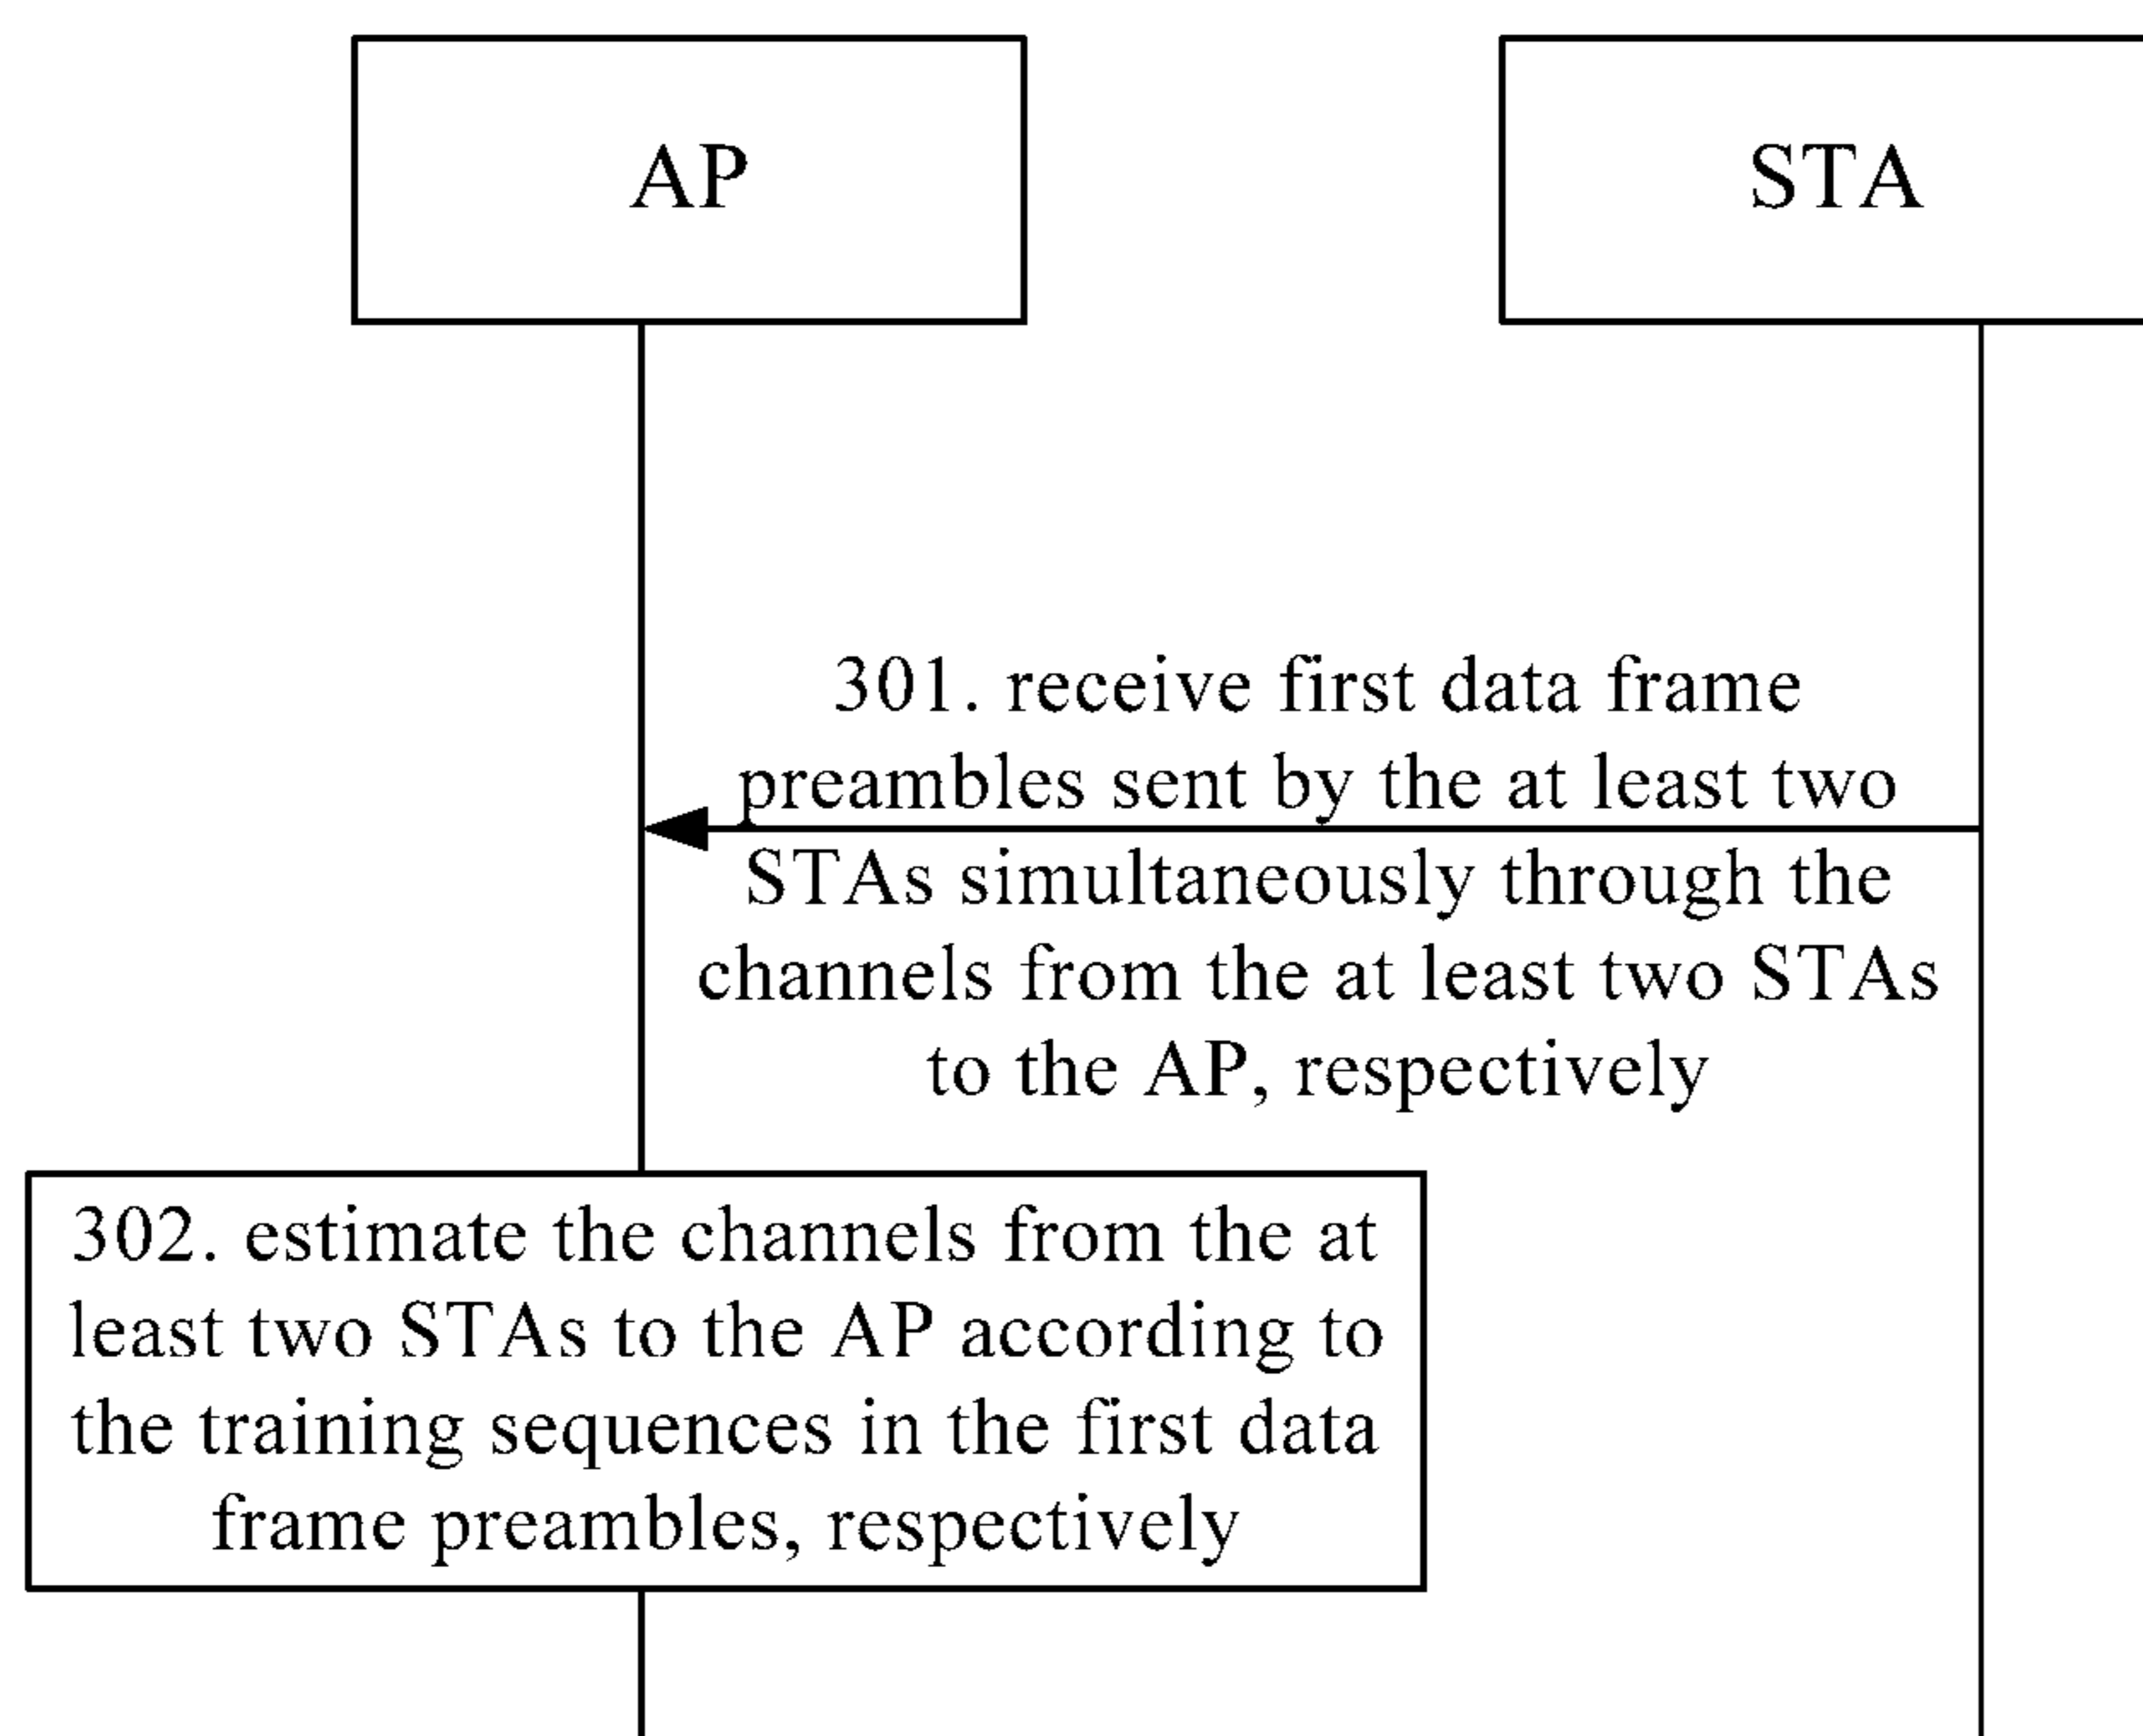 AP
STA
301. receive first data frame
preambles sent by the at least two
STAs simultaneously through the
channels from the at least two STAs
to the AP, respectively
302. estimate the channels from the at
least two STAs to the AP according to
the training sequences in the first data
frame preambles, respectively